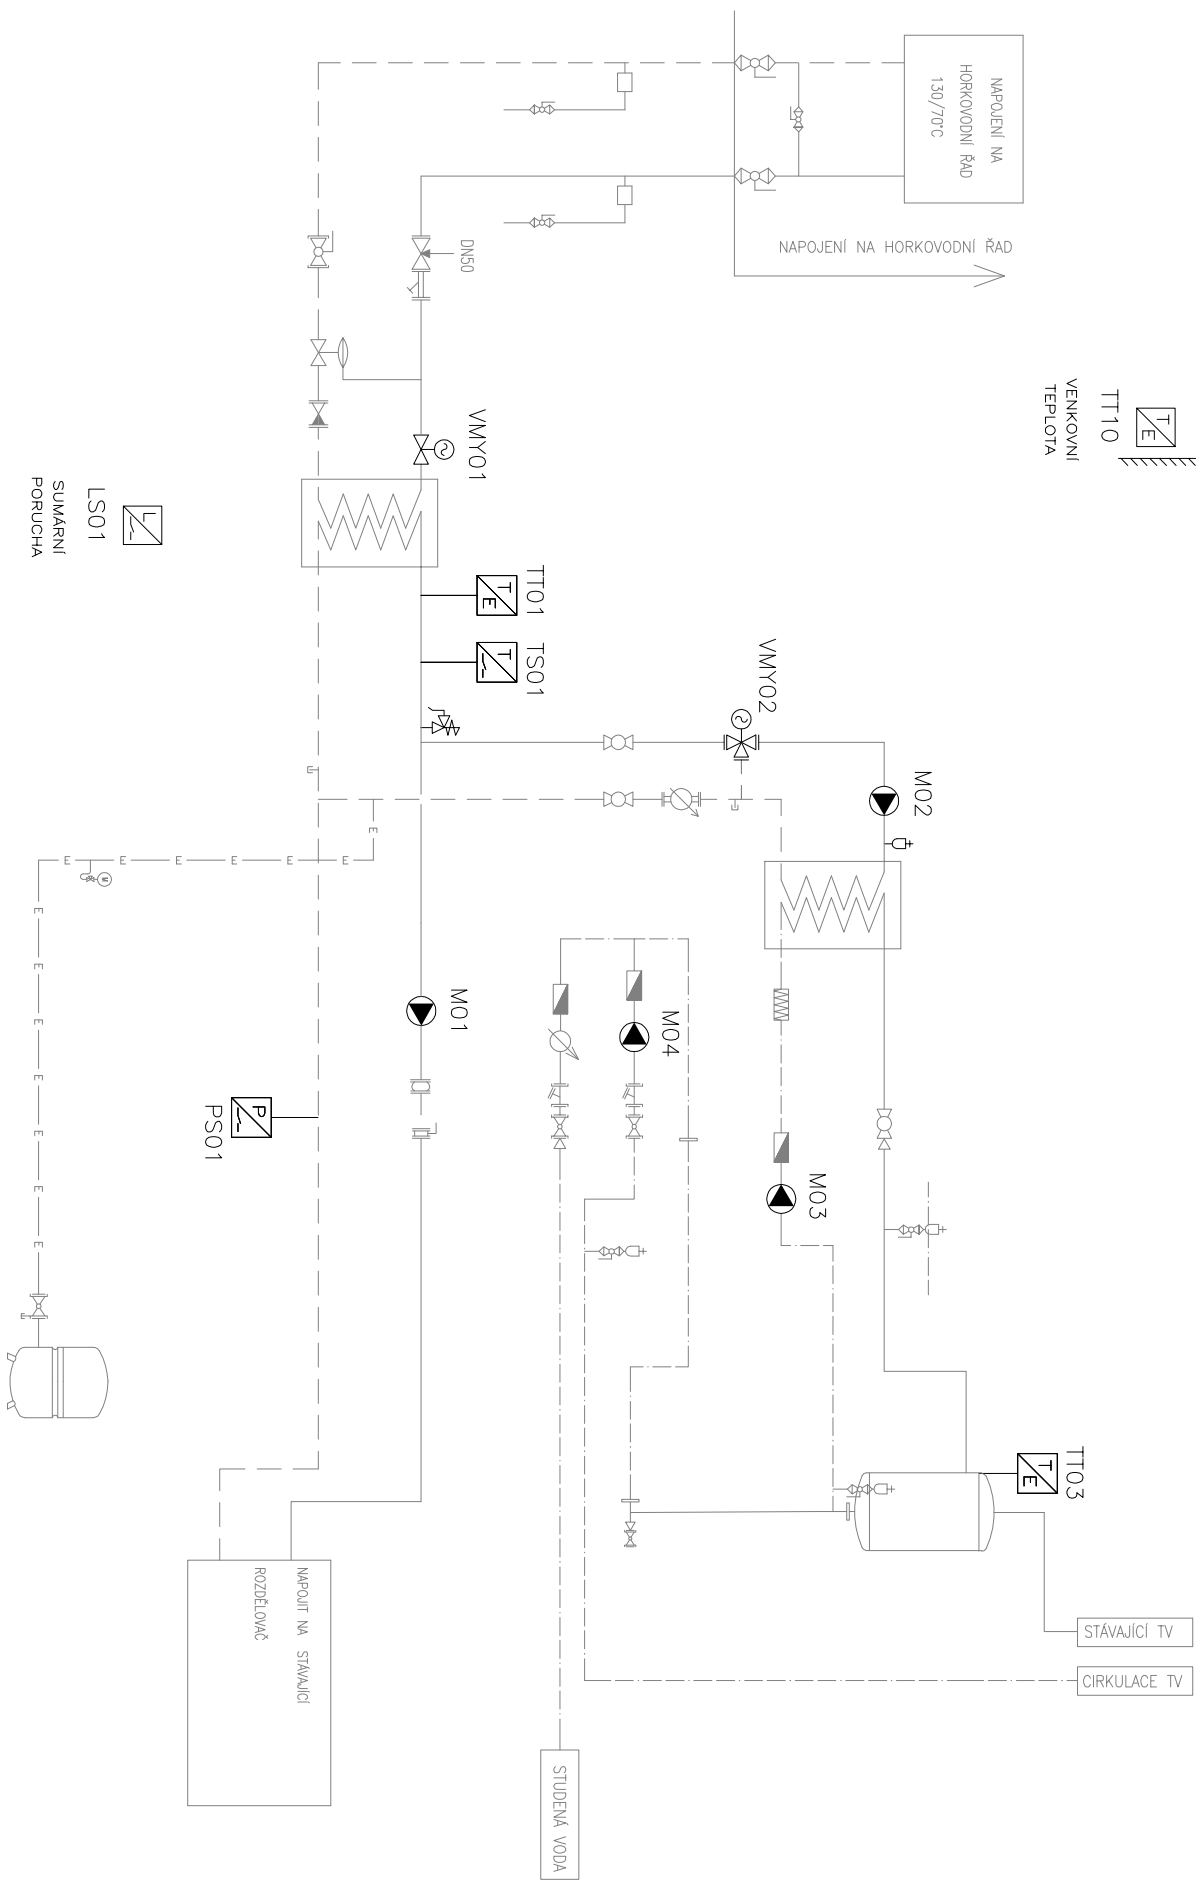 NAPOJENÍ NA
HORKOVODNÍ ŘAD
130/70°C
NAPOJENÍ NA HORKOVODNÍ ŘAD
DN50
T
E
TT10
VENKOVNÍ
TEPLOTA
VMY01
L
LS01
SUMÁRNÍ
PORUCHA
TT01
T
E
TS01
T
VMY02
M02
E
E
E
E
E
E
E
M
E
E
E
E
E
E
E
M01
M04
M03
P
PS01
TT03
T
E
NAPOJIT NA STÁVAJÍCÍ
ROZDĚLOVAČ
STÁVAJÍCÍ TV
CIRKULACE TV
STUDENÁ VODA